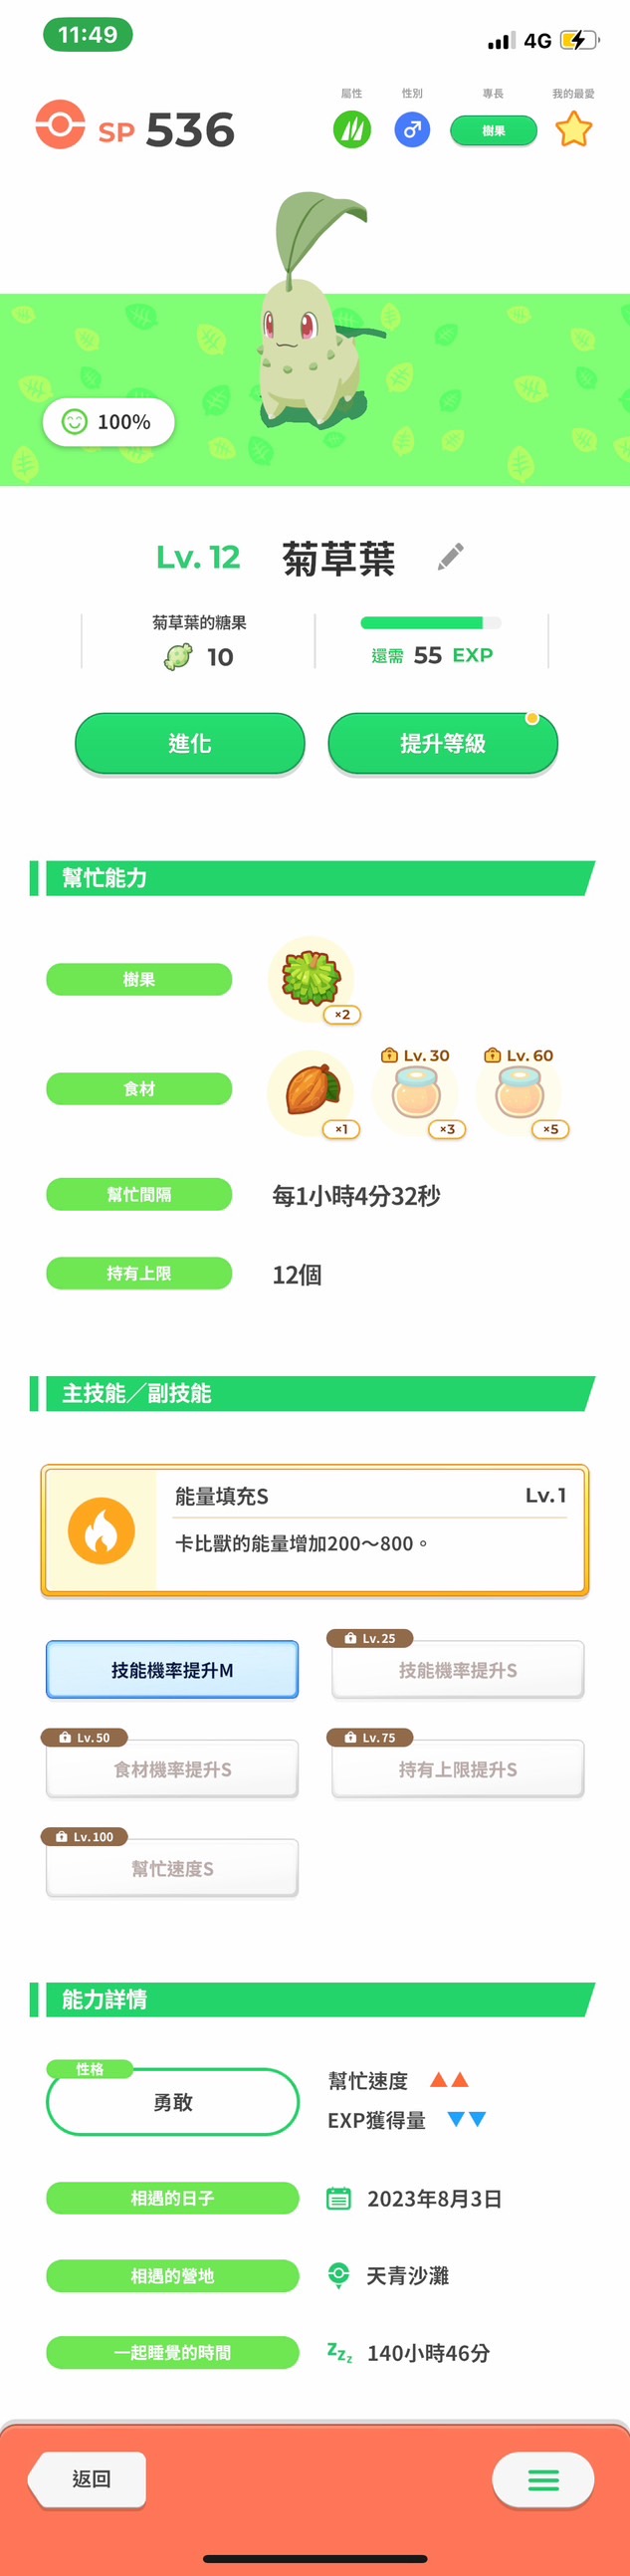 11:49
4G
屬性
性別
專長
我的最愛
SP 536
樹果
100%
Lv. 12 菊草葉
菊草葉的糖果
10
還需 55 EXP
進化
提升等級
幫忙能力
樹果
×2
食材
×1
Lv. 30
×3
Lv. 60
×5
幫忙間隔
每1小時4分32秒
持有上限
12個
主技能／副技能
能量填充S
Lv.1
卡比獸的能量增加200～800。
技能機率提升M
Lv.25
技能機率提升S
Lv.50
食材機率提升S
Lv.75
持有上限提升S
Lv.100
幫忙速度S
能力詳情
性格
勇敢
幫忙速度 ▲▲
EXP獲得量 ▼▼
相遇的日子
2023年8月3日
相遇的營地
天青沙灘
一起睡覺的時間
zzz
140小時46分
返回